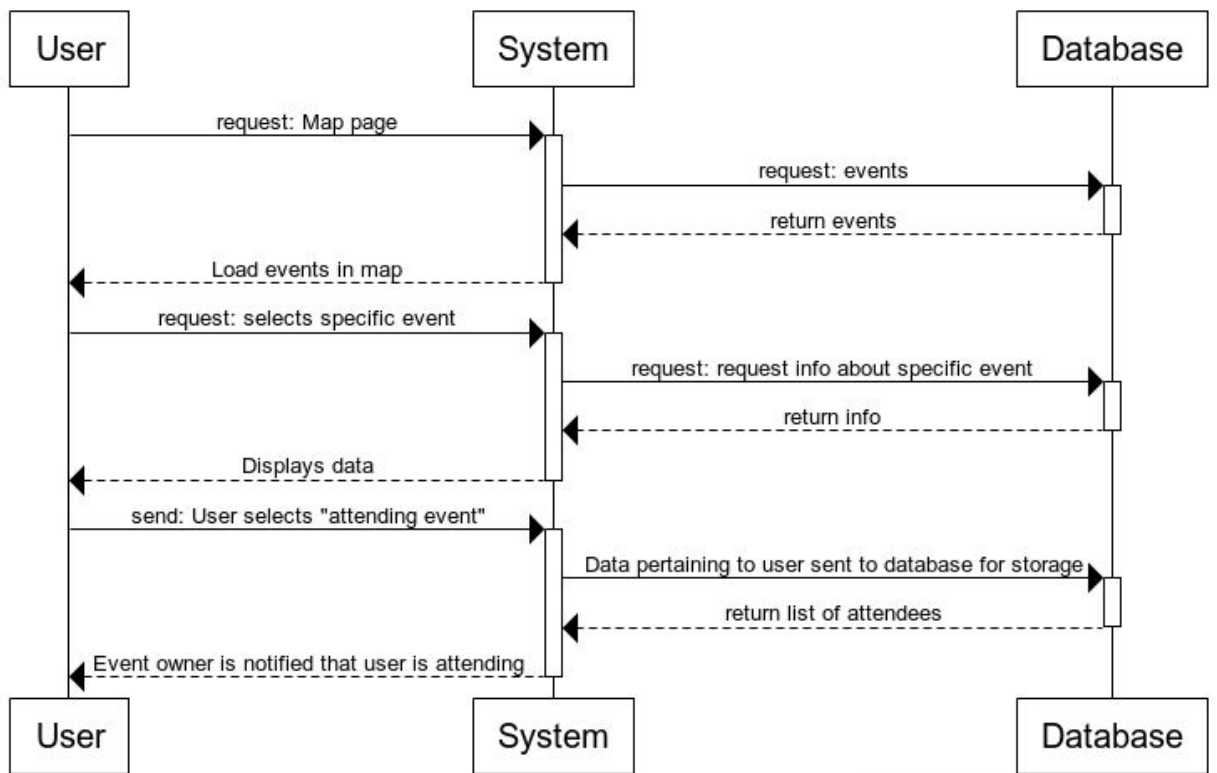 User
System
Database
request: Map page
request: events
return events
Load events in map
request: selects specific event
request: request info about specific event
return info
Displays data
send: User selects "attending event"
Data pertaining to user sent to database for storage
return list of attendees
Event owner is notified that user is attending
User
System
Database